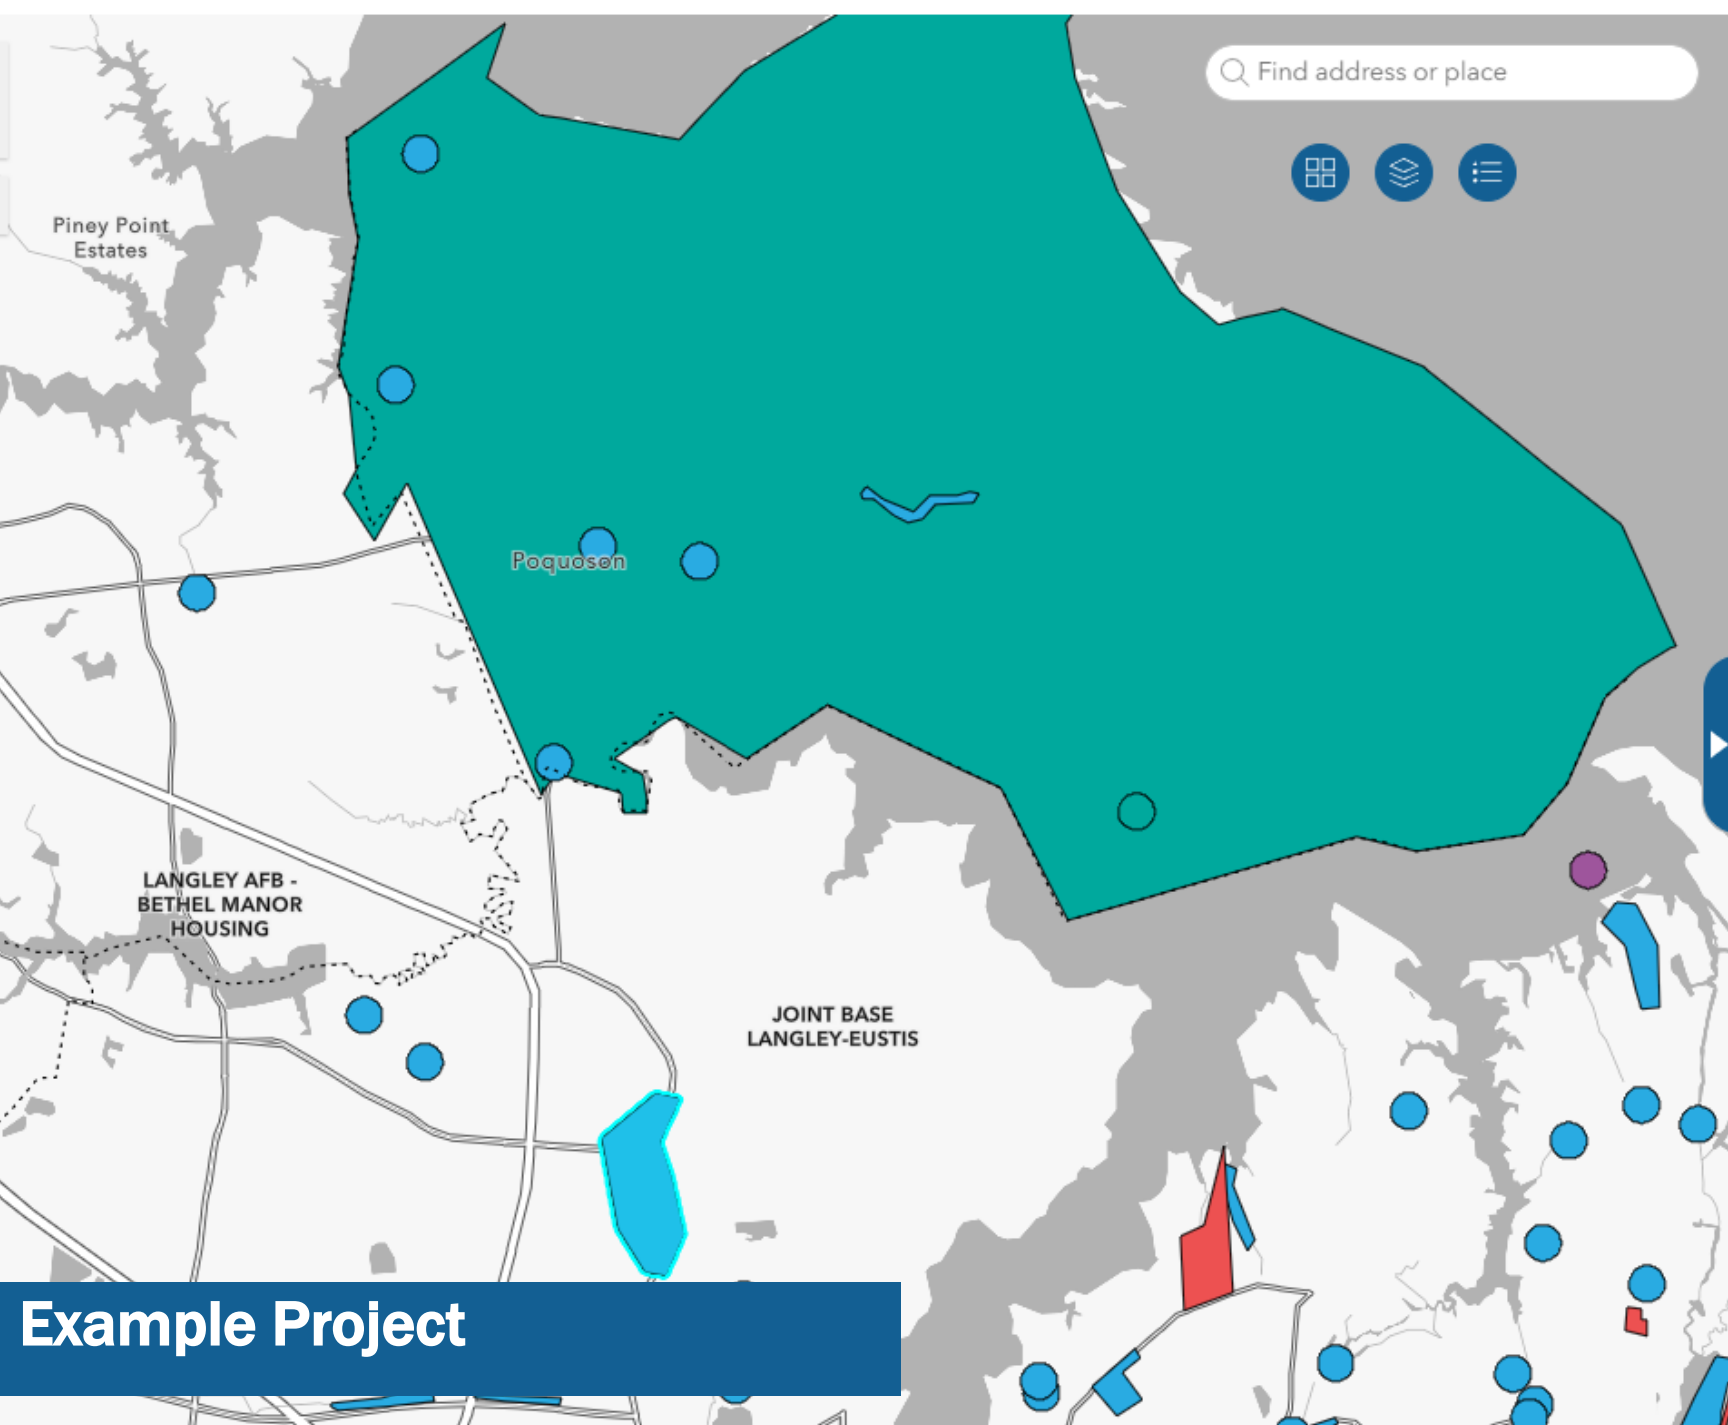 Find address or place
Piney Point
Estates
Poquoson
LANGLEY AFB -
BETHEL MANOR
HOUSING
JOINT BASE
LANGLEY-EUSTIS
Example Project